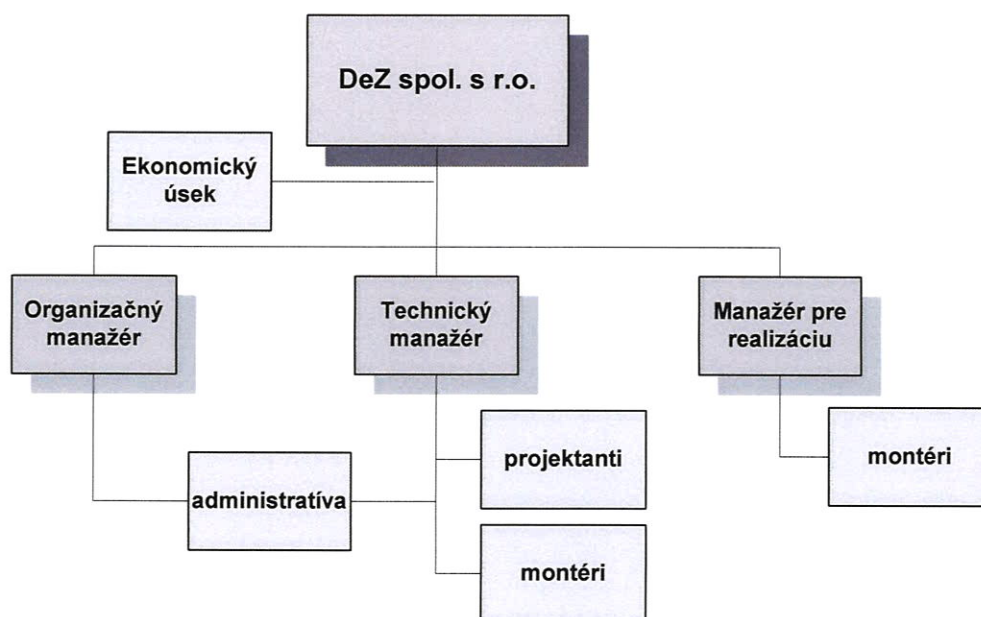 DeZ spol. s r.o.
Ekonomický
úsek
Organizačný
manažér
Technický
manažér
Manažér pre
realizáciu
projektanti
montéri
administratíva
montéri